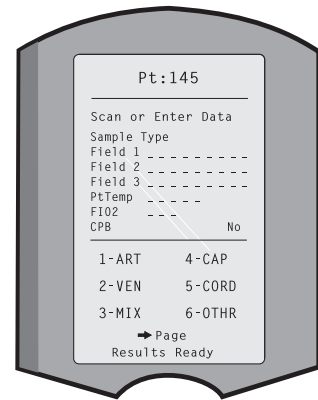 Pt:145
Scan or Enter Data
Sample Type
Field 1 _ _ _ _ _ _ _ _ _
Field 2 _ _ _ _ _ _ _ _ _
Field 3 _ _ _ _ _ _ _ _ _
PtTemp _ _ _ _ _
FIO2 _ _ _
CPB No
1-ART 4-CAP
2-VEN 5-CORD
3-MIX 6-OTHR
➡Page
Results Ready